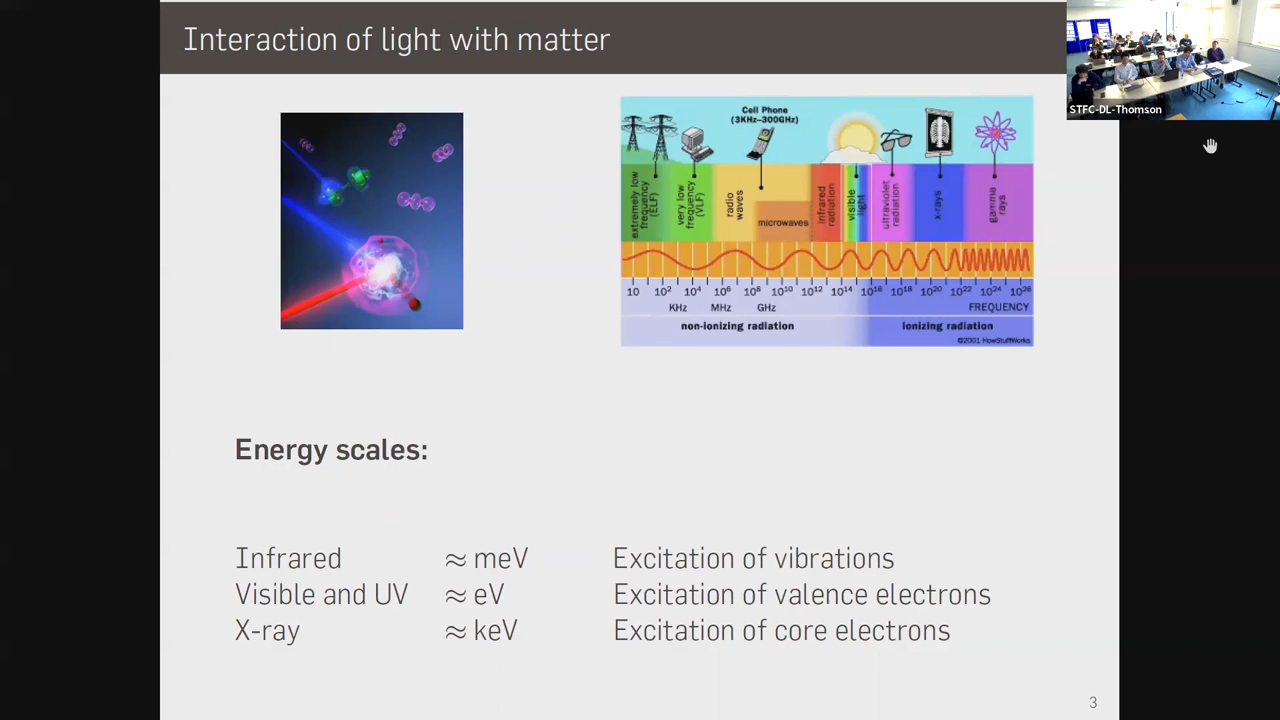 Interaction of light with matter
STFC-DL-Thomson
Cell Phone
(3KHz–300GHz)
extremely low
frequency (ELF)
very low
frequency
(VLF)
radio
waves
microwaves
infrared
radiation
visible
light
ultraviolet
radiation
x-rays
gamma
rays
10 10² 10⁴ 10⁶ 10⁸ 10¹⁰ 10¹² 10¹⁴ 10¹⁶ 10¹⁸ 10²⁰ 10²² 10²⁴ 10²⁶
KHz MHz GHz FREQUENCY
non-ionizing radiation ionizing radiation
©2001 HowStuffWorks
Energy scales:
Infrared ≈ meV Excitation of vibrations
Visible and UV ≈ eV Excitation of valence electrons
X-ray ≈ keV Excitation of core electrons
3